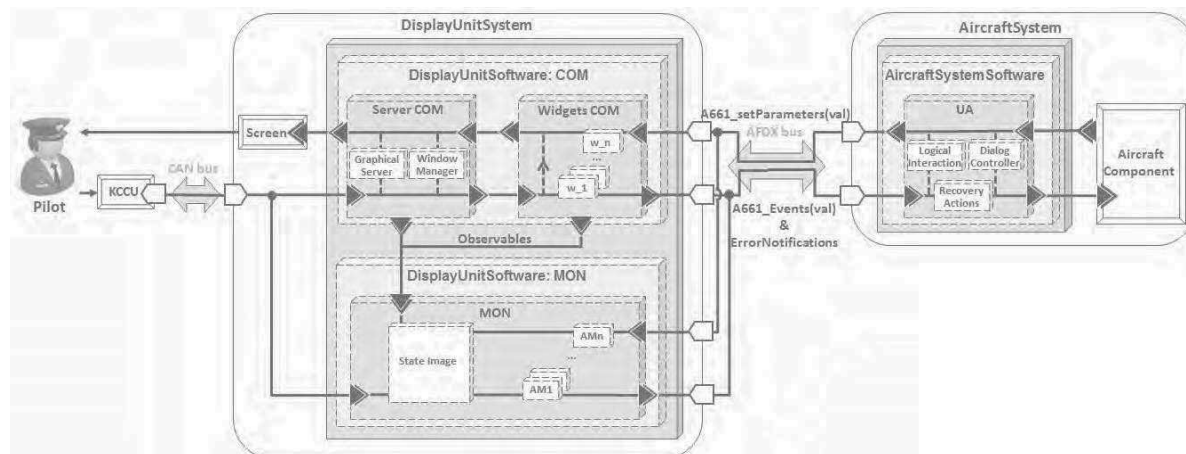 DisplayUnitSystem
AircraftSystem
DisplayUnitSoftware: COM
AircraftSystemSoftware
Server COM
Widgets COM
A661_setParameters(val)
UA
Screen
AFDX bus
w_n
...
Graphical
Server
Window
Manager
Logical
Interaction
Dialog
Controller
Aircraft
Component
CAN bus
KCCU
w_1
Pilot
Recovery
Actions
A661_Events(val)
&
ErrorNotifications
Observables
DisplayUnitSoftware: MON
MON
AMn
...
State Image
AM1